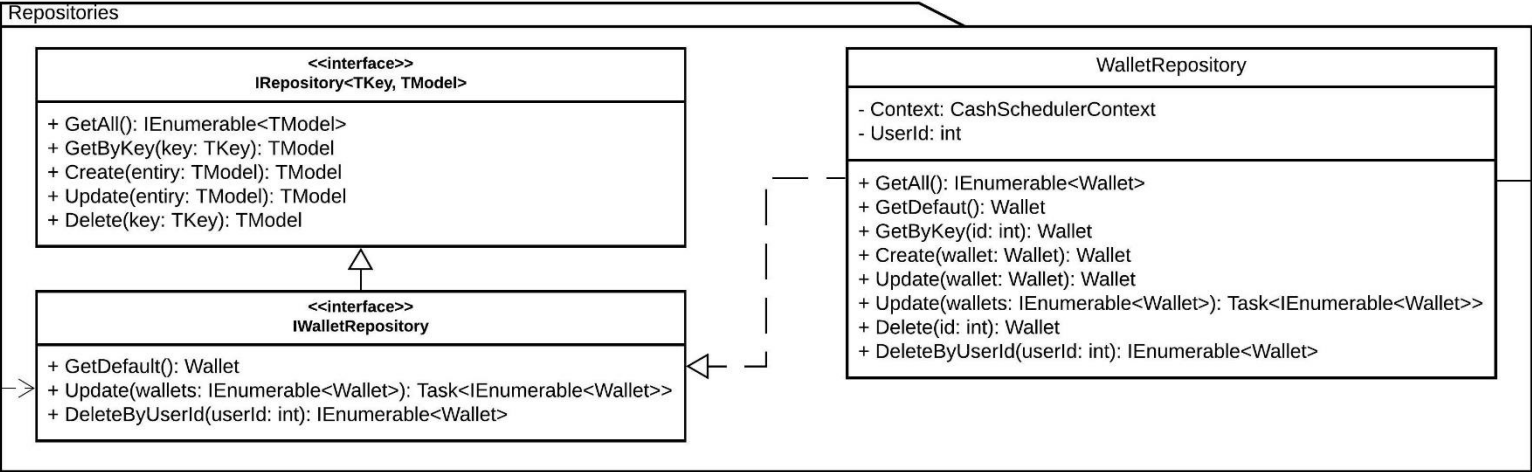 Repositories
<<interface>>
IRepository<TKey, TModel>
+ GetAll(): IEnumerable<TModel>
+ GetByKey(key: TKey): TModel
+ Create(entiry: TModel): TModel
+ Update(entiry: TModel): TModel
+ Delete(key: TKey): TModel
<<interface>>
IWalletRepository
+ GetDefault(): Wallet
+ Update(wallets: IEnumerable<Wallet>): Task<IEnumerable<Wallet>>
+ DeleteByUserId(userId: int): IEnumerable<Wallet>
WalletRepository
- Context: CashSchedulerContext
- UserId: int
+ GetAll(): IEnumerable<Wallet>
+ GetDefaut(): Wallet
+ GetByKey(id: int): Wallet
+ Create(wallet: Wallet): Wallet
+ Update(wallet: Wallet): Wallet
+ Update(wallets: IEnumerable<Wallet>): Task<IEnumerable<Wallet>>
+ Delete(id: int): Wallet
+ DeleteByUserId(userId: int): IEnumerable<Wallet>